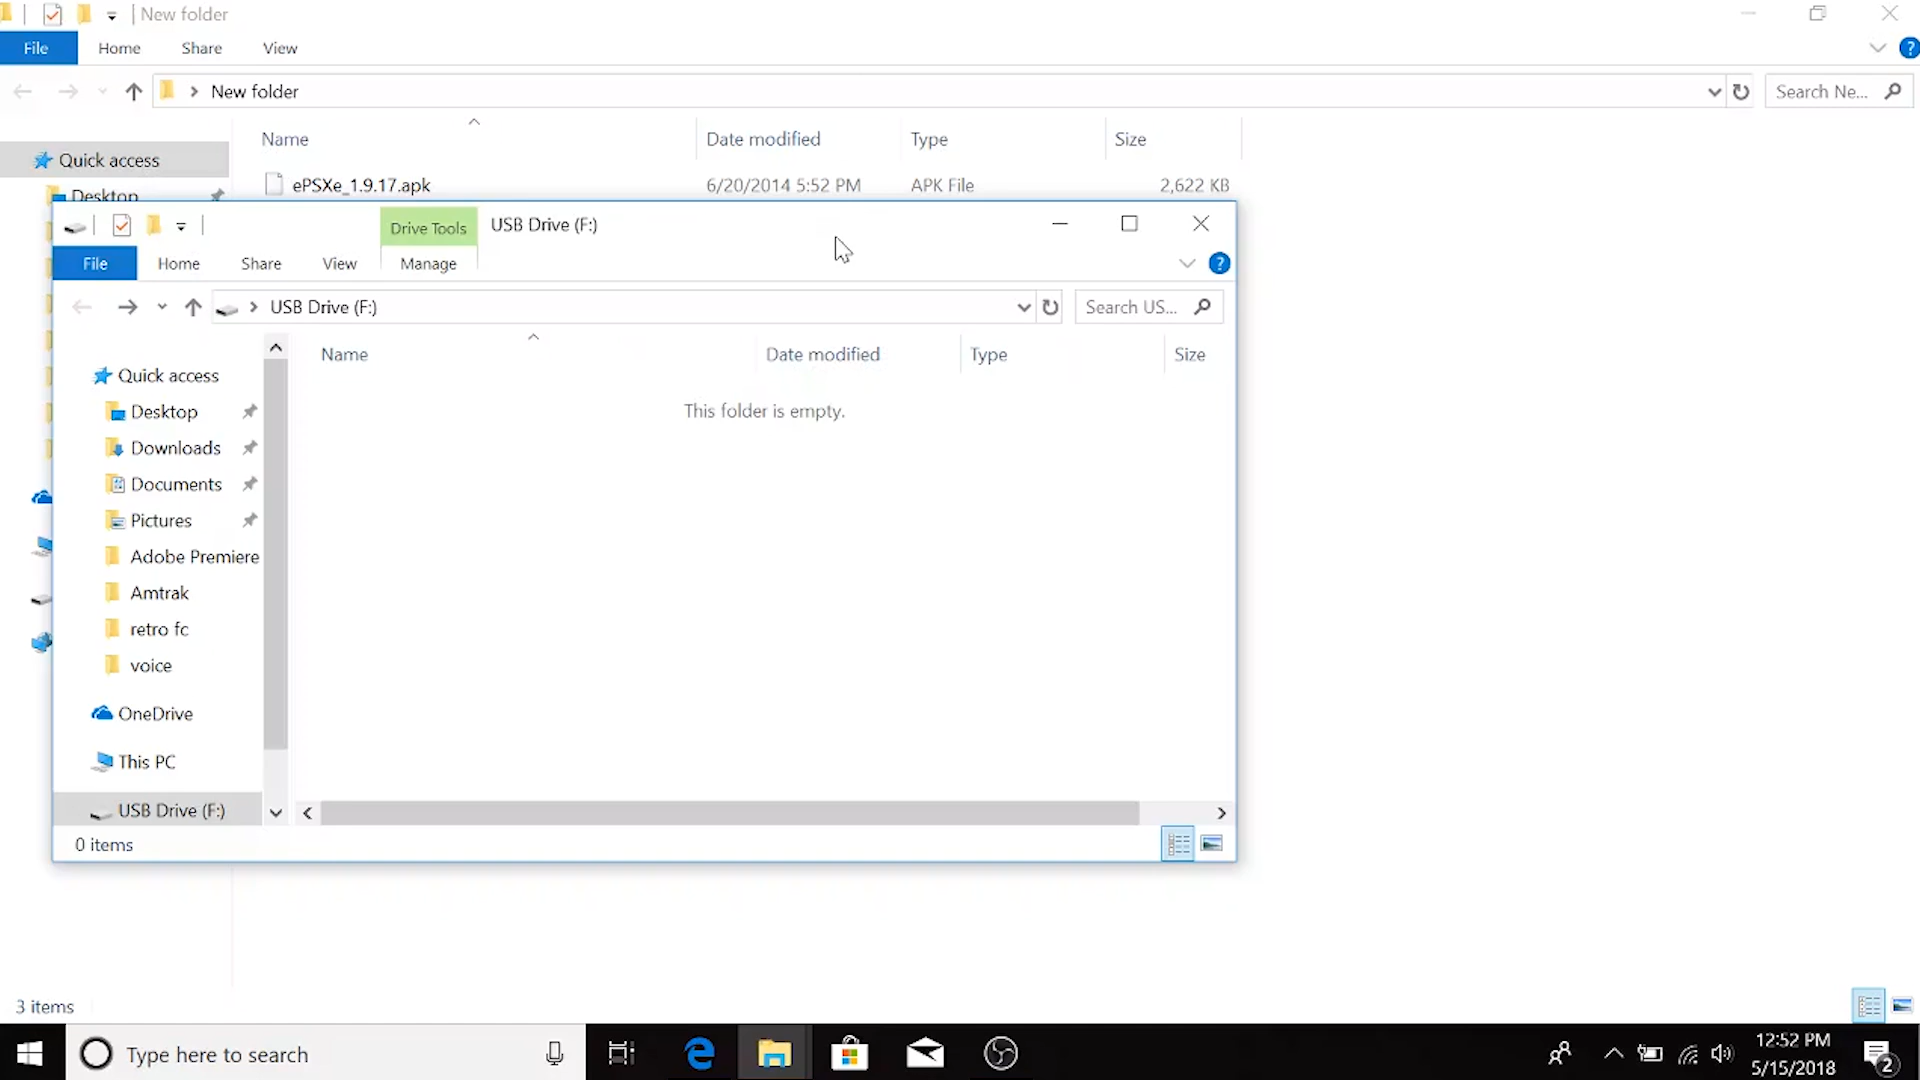 New folder
File Home Share View
New folder
Search Ne...
Name Date modified Type Size
Quick access
ePSXe_1.9.17.apk 6/20/2014 5:52 PM APK File 2,622 KB
Desktop
Drive Tools USB Drive (F:)
File Home Share View Manage
USB Drive (F:)
Search US...
Name Date modified Type Size
This folder is empty.
Quick access
Desktop
Downloads
Documents
Pictures
Adobe Premiere
Amtrak
retro fc
voice
OneDrive
This PC
USB Drive (F:)
0 items
3 items
Type here to search
12:52 PM
5/15/2018
2